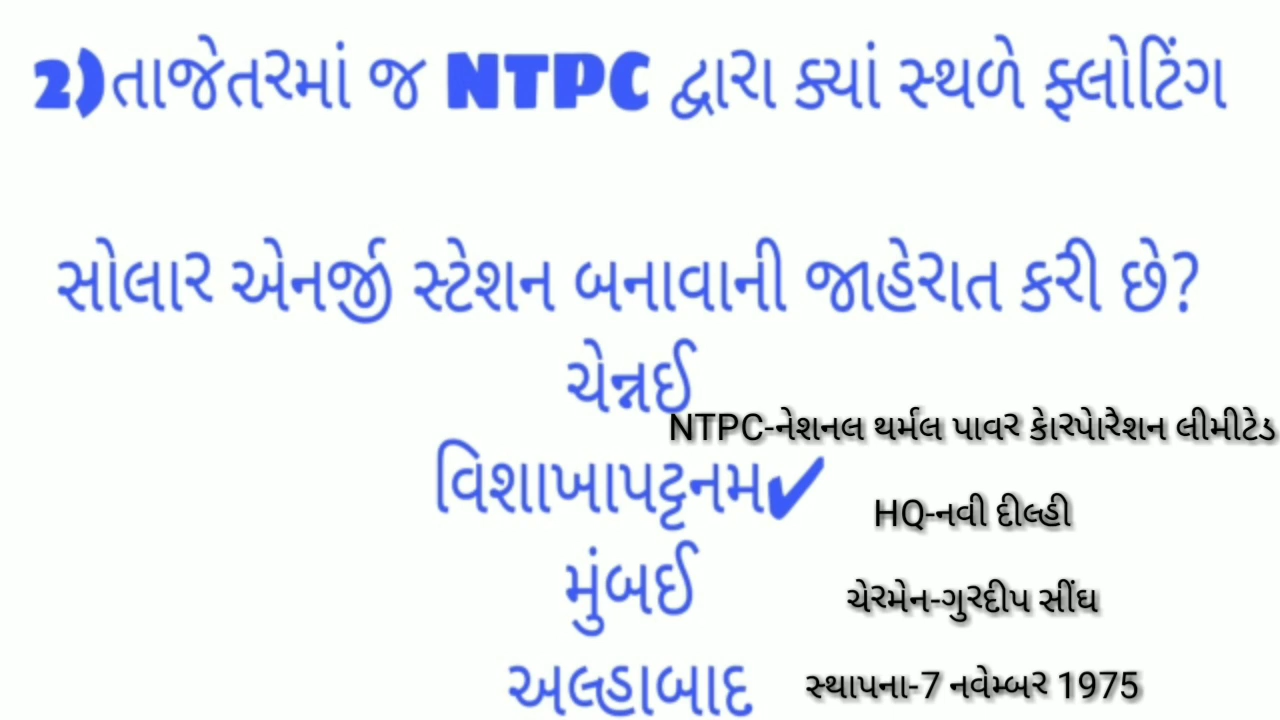 2)તાજેતરમાં જ NTPC દ્વારા ક્યાં સ્થળે ફ્લોટિંગ
સોલાર એનર્જી સ્ટેશન બનાવાની જાહેરાત કરી છે?
ચેન્નઈ
NTPC-નેશનલ થર્મલ પાવર કોરપોરેશન લીમીટેડ
વિશાખાપટ્ટનમ✔
HQ-નવી દીલ્હી
મુંબઈ
ચેરમેન-ગુરદીપ સીંઘ
અલ્હાબાદ
સ્થાપના-7 નવેમ્બર 1975